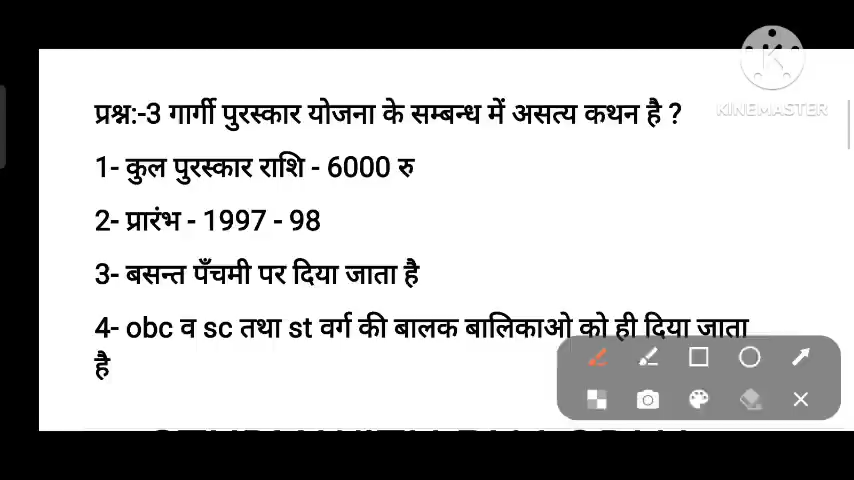 KINEMASTER
प्रश्न:-3 गार्गी पुरस्कार योजना के सम्बन्ध में असत्य कथन है ?
1- कुल पुरस्कार राशि - 6000 रु
2- प्रारंभ - 1997 - 98
3- बसन्त पँचमी पर दिया जाता है
4- obc व sc तथा st वर्ग की बालक बालिकाओ को ही दिया जाता
है